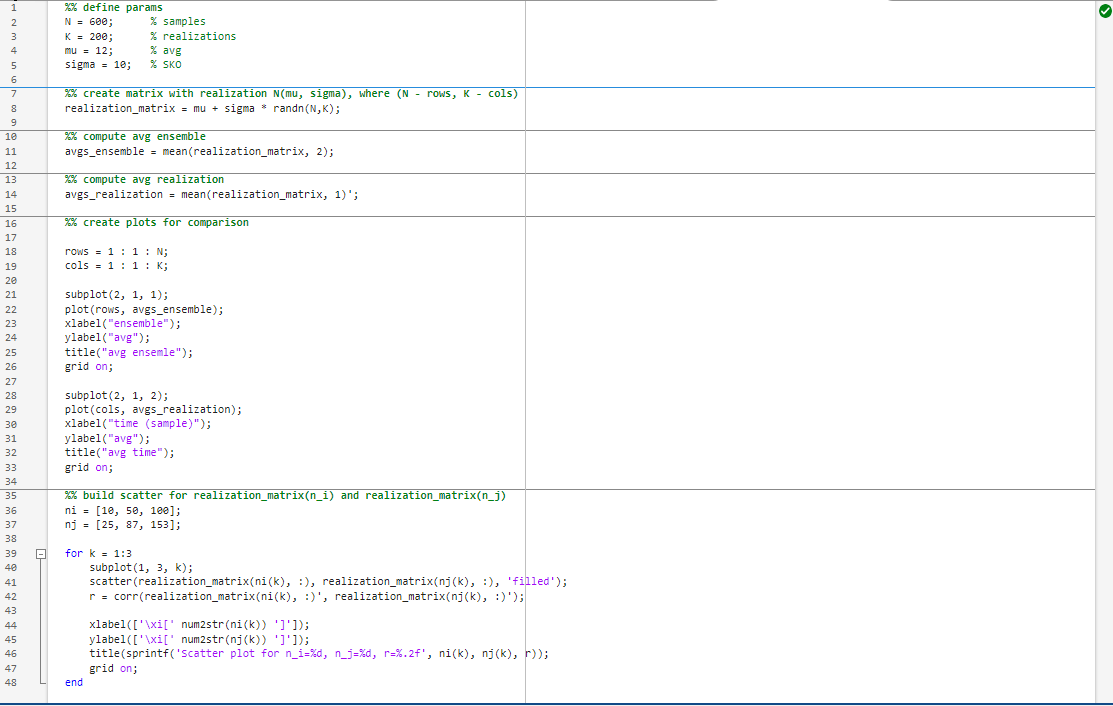 1 %% define params
2 N = 600; % samples
3 K = 200; % realizations
4 mu = 12; % avg
5 sigma = 10; % SKO
6
7 %% create matrix with realization N(mu, sigma), where (N - rows, K - cols)
8 realization_matrix = mu + sigma * randn(N,K);
9
10 %% compute avg ensemble
11 avgs_ensemble = mean(realization_matrix, 2);
12
13 %% compute avg realization
14 avgs_realization = mean(realization_matrix, 1)';
15
16 %% create plots for comparison
17
18 rows = 1 : 1 : N;
19 cols = 1 : 1 : K;
20
21 subplot(2, 1, 1);
22 plot(rows, avgs_ensemble);
23 xlabel("ensemble");
24 ylabel("avg");
25 title("avg ensemle");
26 grid on;
27
28 subplot(2, 1, 2);
29 plot(cols, avgs_realization);
30 xlabel("time (sample)");
31 ylabel("avg");
32 title("avg time");
33 grid on;
34
35 %% build scatter for realization_matrix(n_i) and realization_matrix(n_j)
36 ni = [10, 50, 100];
37 nj = [25, 87, 153];
38
39 for k = 1:3
40 subplot(1, 3, k);
41 scatter(realization_matrix(ni(k), :), realization_matrix(nj(k), :), 'filled');
42 r = corr(realization_matrix(ni(k), :)', realization_matrix(nj(k), :)');
43
44 xlabel(['\xi[' num2str(ni(k)) ']']);
45 ylabel(['\xi[' num2str(nj(k)) ']']);
46 title(sprintf('Scatter plot for n_i=%d, n_j=%d, r=%.2f', ni(k), nj(k), r));
47 grid on;
48 end